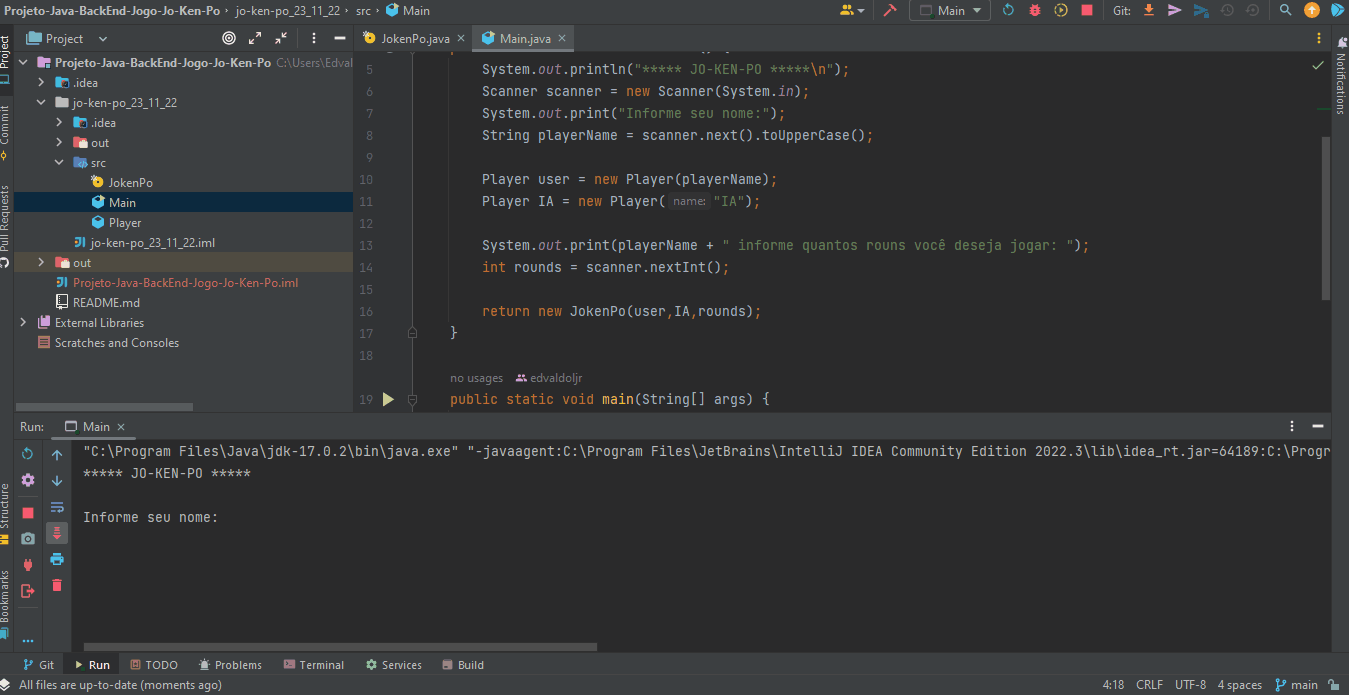 Projeto-Java-BackEnd-Jogo-Jo-Ken-Po › jo-ken-po_23_11_22 › src › Main
Main
Git:
Project
JokenPo.java
Main.java
Projeto-Java-BackEnd-Jogo-Jo-Ken-Po C:\Users\Edval
.idea
jo-ken-po_23_11_22
.idea
out
src
JokenPo
Main
Player
jo-ken-po_23_11_22.iml
out
Projeto-Java-BackEnd-Jogo-Jo-Ken-Po.iml
README.md
External Libraries
Scratches and Consoles
5 System.out.println("***** JO-KEN-PO *****\n");
6 Scanner scanner = new Scanner(System.in);
7 System.out.print("Informe seu nome:");
8 String playerName = scanner.next().toUpperCase();
9
10 Player user = new Player(playerName);
11 Player IA = new Player( name: "IA");
12
13 System.out.print(playerName + " informe quantos rouns você deseja jogar: ");
14 int rounds = scanner.nextInt();
15
16 return new JokenPo(user,IA,rounds);
17 }
18
no usages edvaldoljr
19 public static void main(String[] args) {
Project
Commit
Pull Requests
Structure
Bookmarks
Notifications
Run: Main
"C:\Program Files\Java\jdk-17.0.2\bin\java.exe" "-javaagent:C:\Program Files\JetBrains\IntelliJ IDEA Community Edition 2022.3\lib\idea_rt.jar=64189:C:\Progr
***** JO-KEN-PO *****
Informe seu nome:
Git Run TODO Problems Terminal Services Build
All files are up-to-date (moments ago)
4:18 CRLF UTF-8 4 spaces main